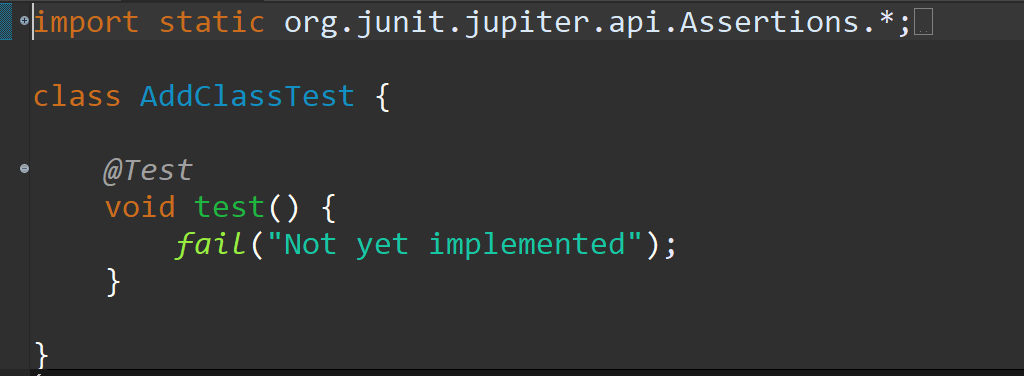 import static org.junit.jupiter.api.Assertions.*;
class AddClassTest {
@Test
void test() {
fail("Not yet implemented");
}
}